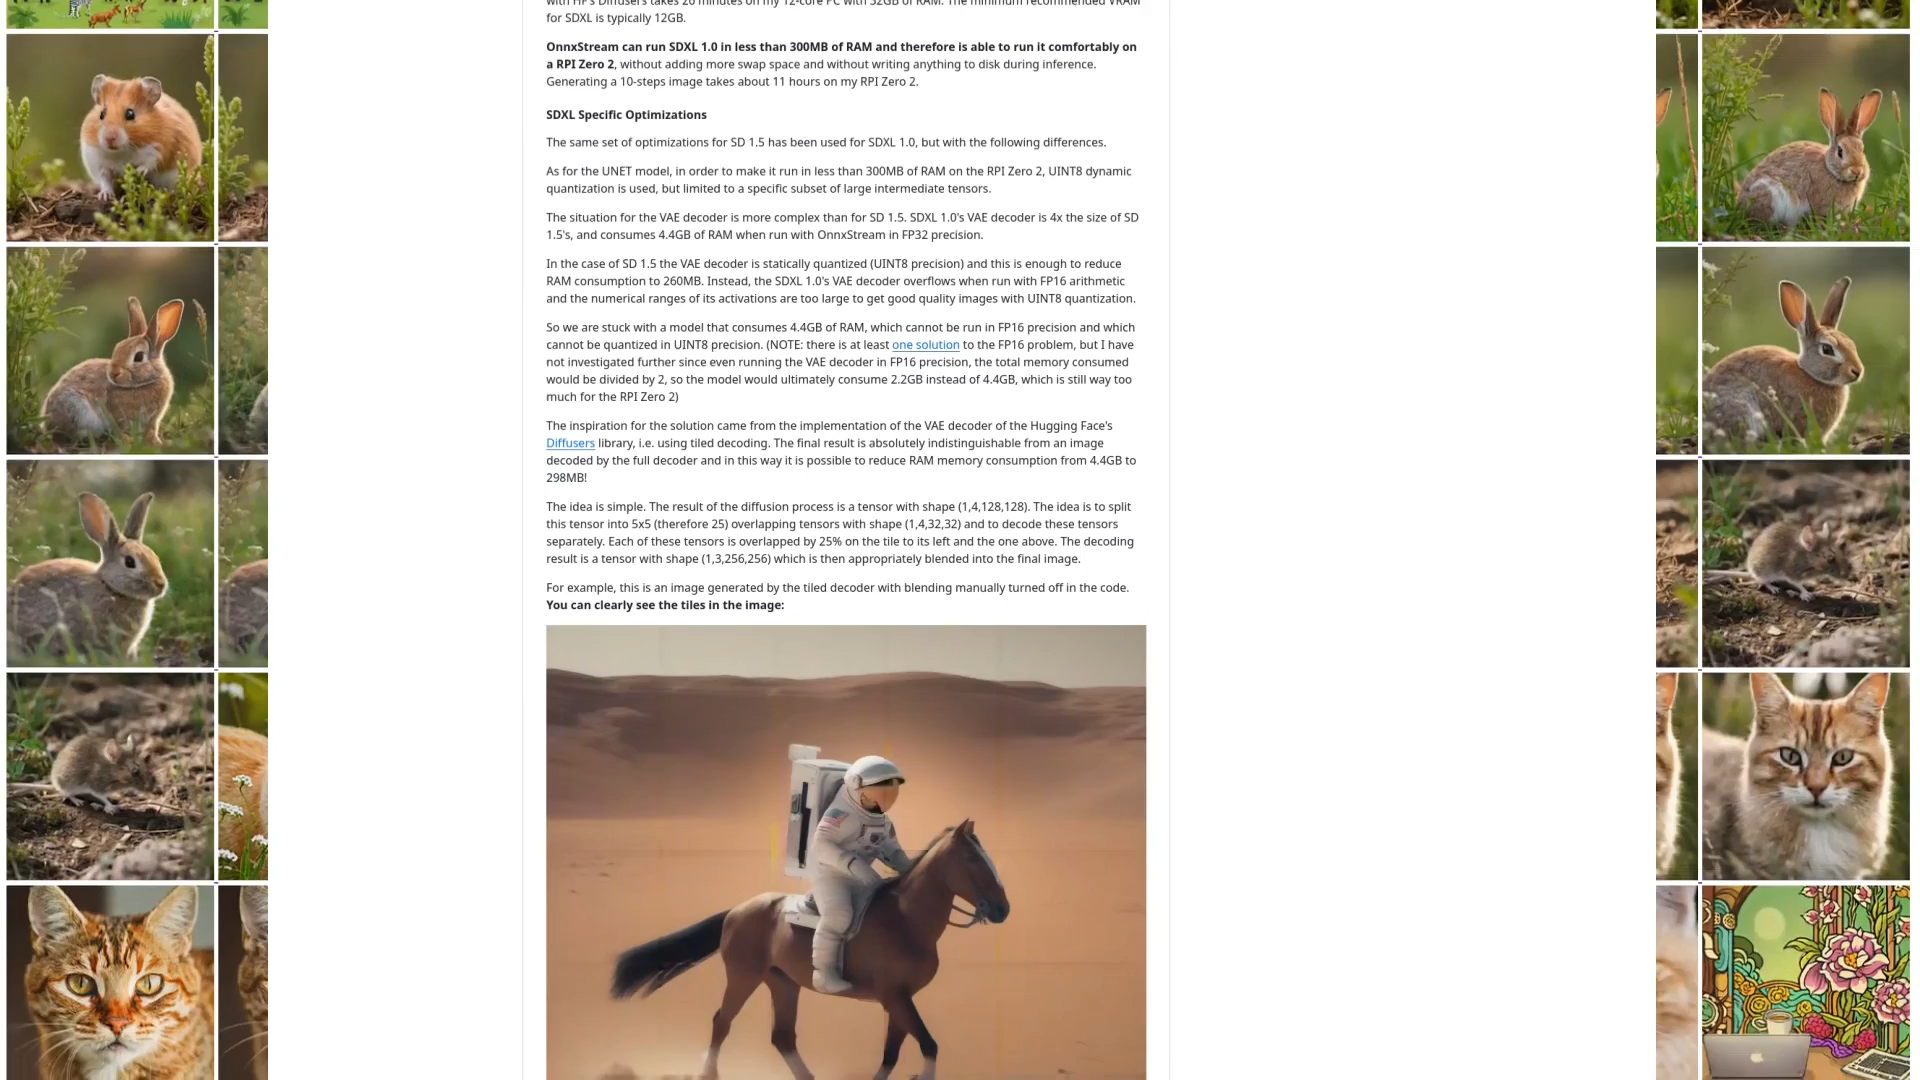 with HF's Diffusers takes 26 minutes on my 12-core PC with 32GB of RAM. The minimum recommended VRAM
for SDXL is typically 12GB.
OnnxStream can run SDXL 1.0 in less than 300MB of RAM and therefore is able to run it comfortably on
a RPI Zero 2, without adding more swap space and without writing anything to disk during inference.
Generating a 10-steps image takes about 11 hours on my RPI Zero 2.
SDXL Specific Optimizations
The same set of optimizations for SD 1.5 has been used for SDXL 1.0, but with the following differences.
As for the UNET model, in order to make it run in less than 300MB of RAM on the RPI Zero 2, UINT8 dynamic
quantization is used, but limited to a specific subset of large intermediate tensors.
The situation for the VAE decoder is more complex than for SD 1.5. SDXL 1.0's VAE decoder is 4x the size of SD
1.5's, and consumes 4.4GB of RAM when run with OnnxStream in FP32 precision.
In the case of SD 1.5 the VAE decoder is statically quantized (UINT8 precision) and this is enough to reduce
RAM consumption to 260MB. Instead, the SDXL 1.0's VAE decoder overflows when run with FP16 arithmetic
and the numerical ranges of its activations are too large to get good quality images with UINT8 quantization.
So we are stuck with a model that consumes 4.4GB of RAM, which cannot be run in FP16 precision and which
cannot be quantized in UINT8 precision. (NOTE: there is at least one solution to the FP16 problem, but I have
not investigated further since even running the VAE decoder in FP16 precision, the total memory consumed
would be divided by 2, so the model would ultimately consume 2.2GB instead of 4.4GB, which is still way too
much for the RPI Zero 2)
The inspiration for the solution came from the implementation of the VAE decoder of the Hugging Face's
Diffusers library, i.e. using tiled decoding. The final result is absolutely indistinguishable from an image
decoded by the full decoder and in this way it is possible to reduce RAM memory consumption from 4.4GB to
298MB!
The idea is simple. The result of the diffusion process is a tensor with shape (1,4,128,128). The idea is to split
this tensor into 5x5 (therefore 25) overlapping tensors with shape (1,4,32,32) and to decode these tensors
separately. Each of these tensors is overlapped by 25% on the tile to its left and the one above. The decoding
result is a tensor with shape (1,3,256,256) which is then appropriately blended into the final image.
For example, this is an image generated by the tiled decoder with blending manually turned off in the code.
You can clearly see the tiles in the image: